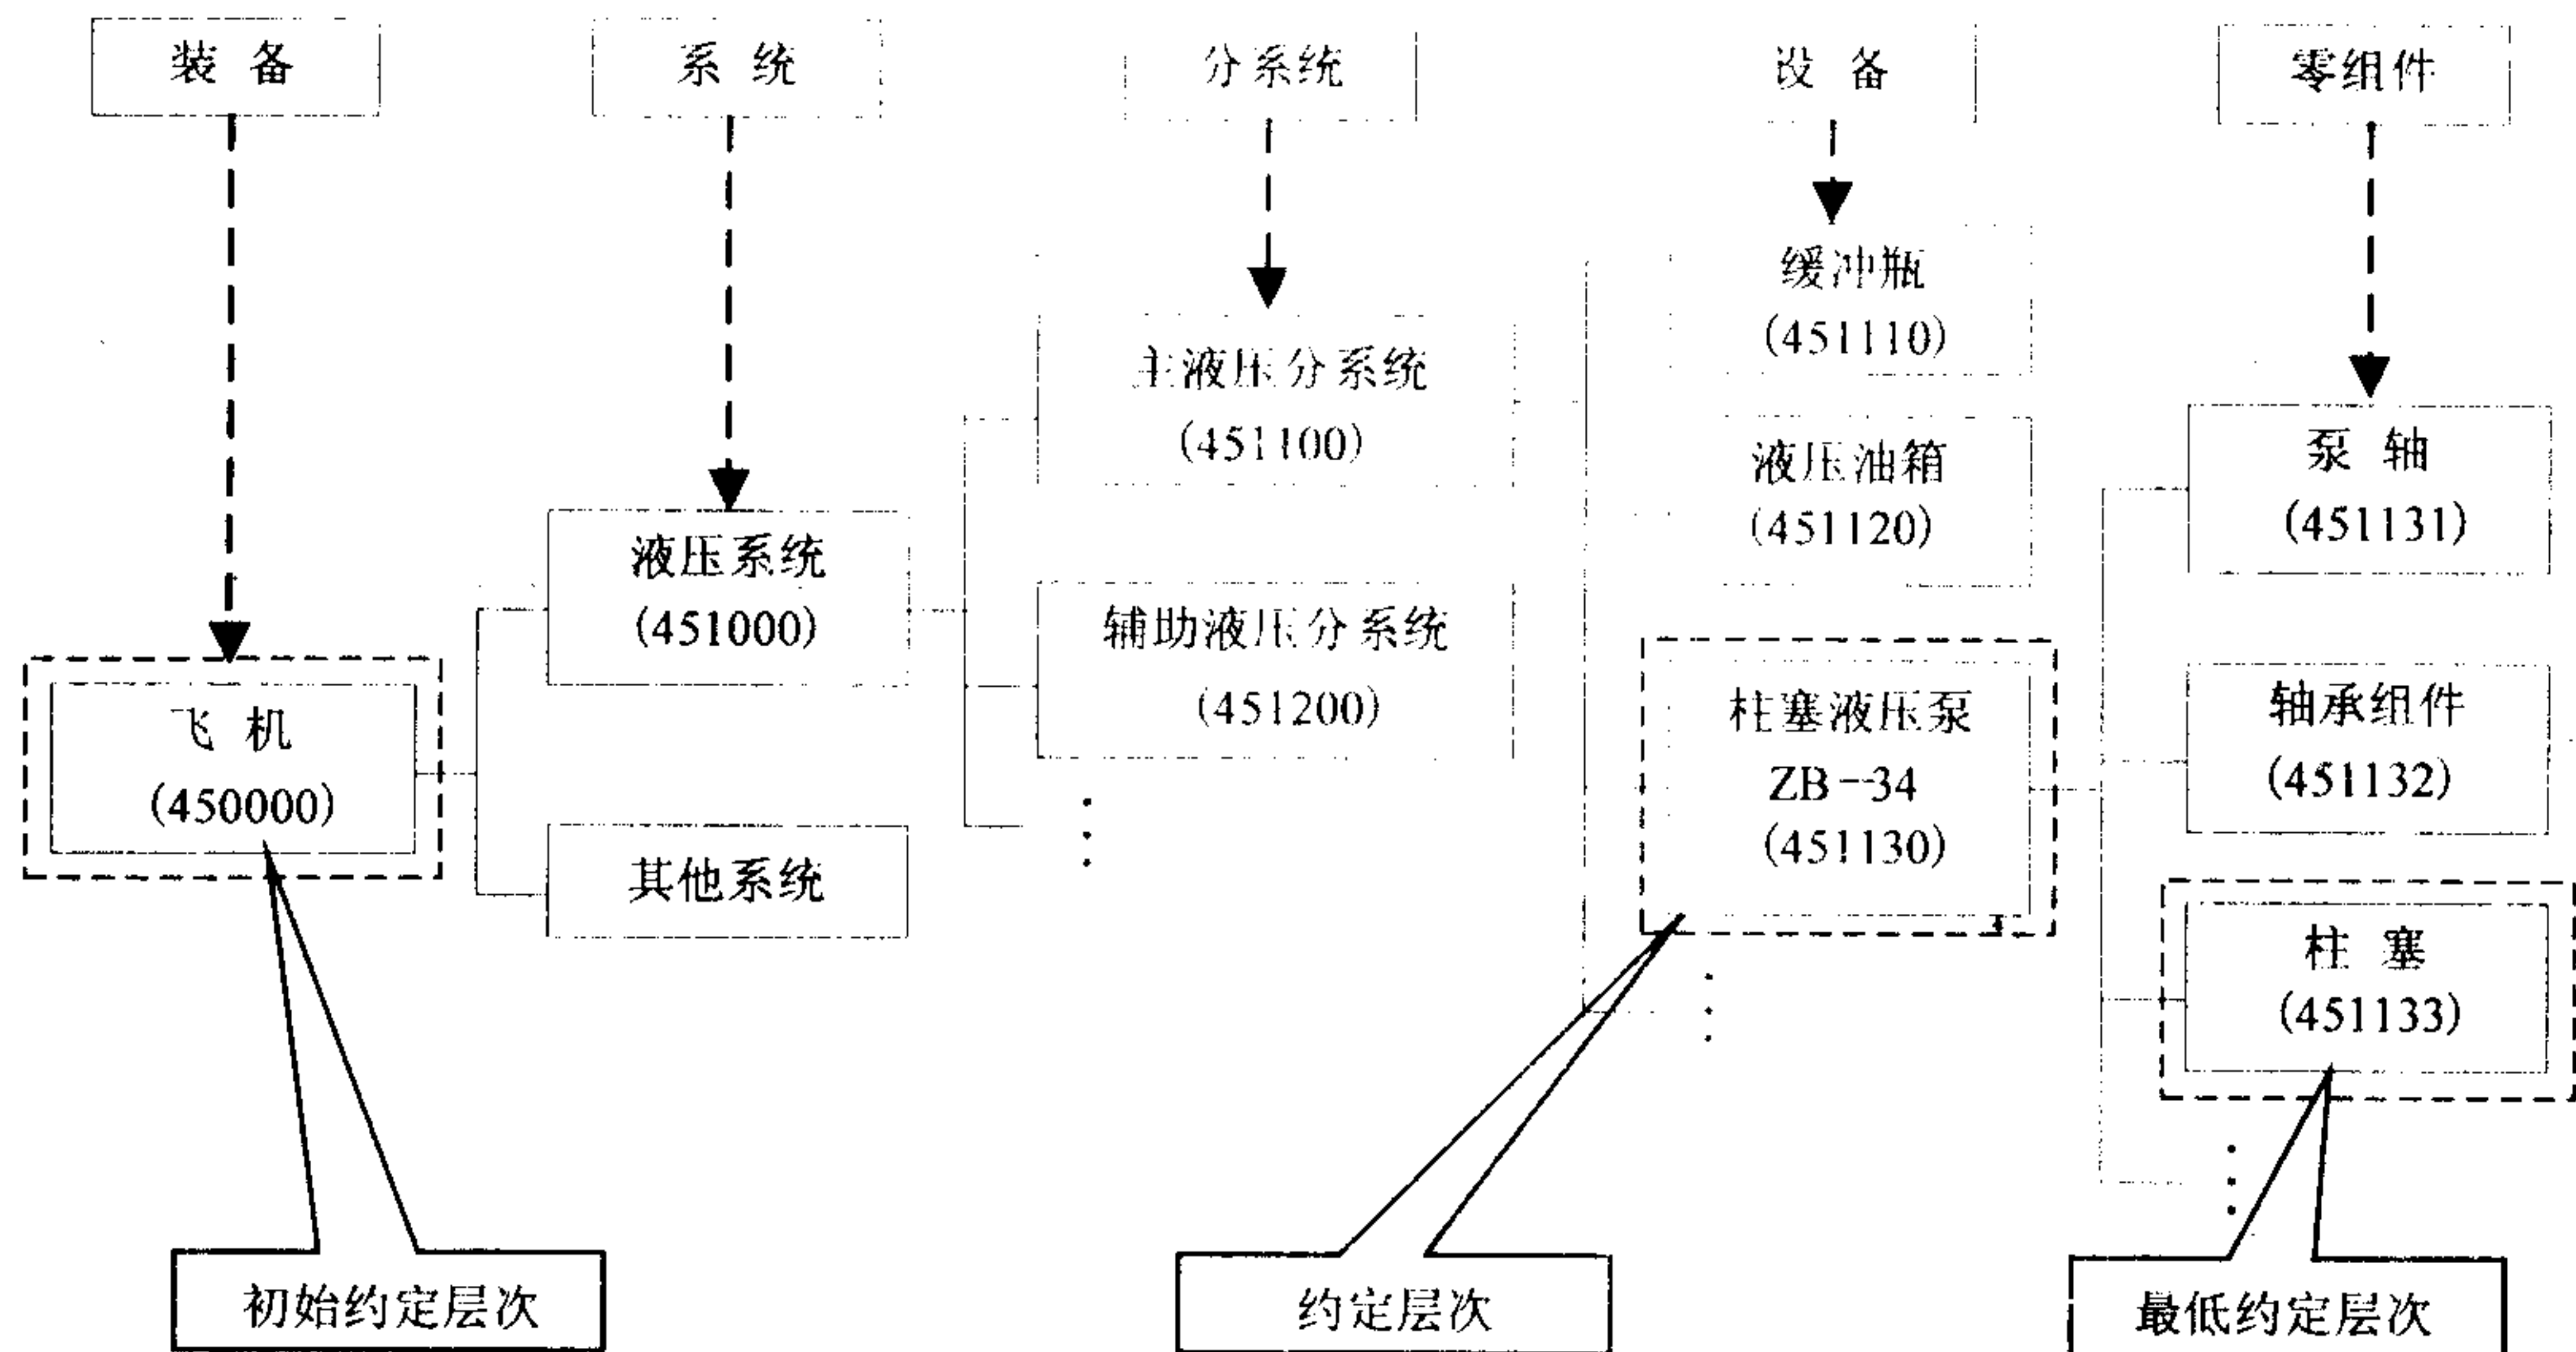 装 备
系 统
分系统
设 备
零组件
飞 机
(450000)
液压系统
(451000)
其他系统
主液压分系统
(451100)
辅助液压分系统
(451200)
缓冲瓶
(451110)
液压油箱
(451120)
柱塞液压泵
ZB-34
(451130)
泵 轴
(451131)
轴承组件
(451132)
柱 塞
(451133)
初始约定层次
约定层次
最低约定层次